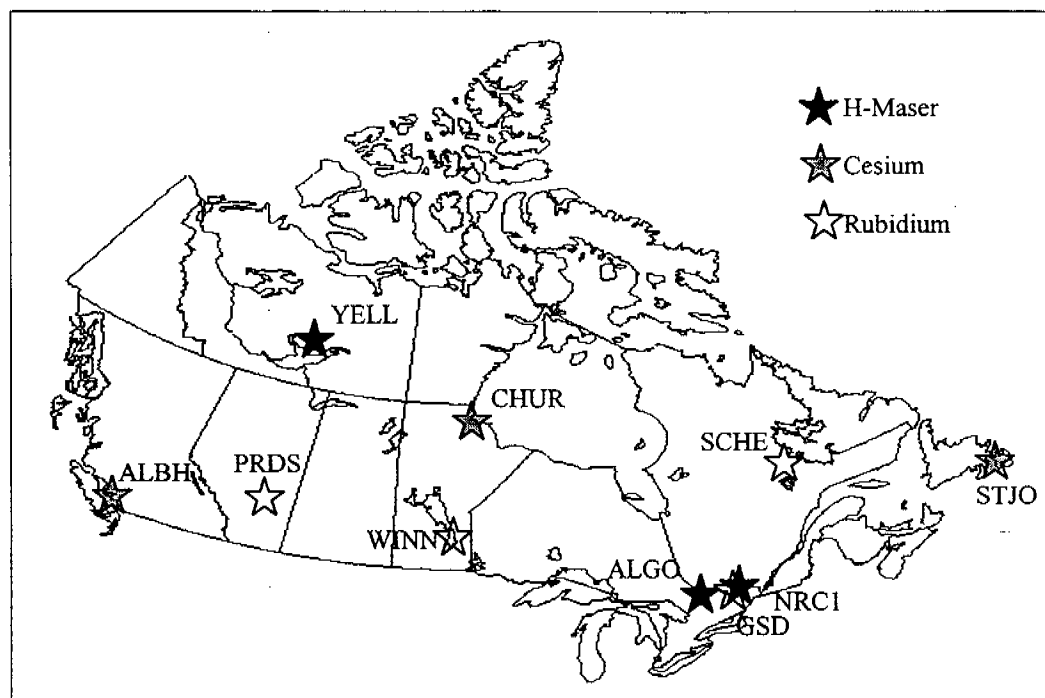 H-Maser
Cesium
Rubidium
YELL
CHUR
SCHE
ALBH
PRDS
STJO
WINN
ALGO
NRC1
GSD